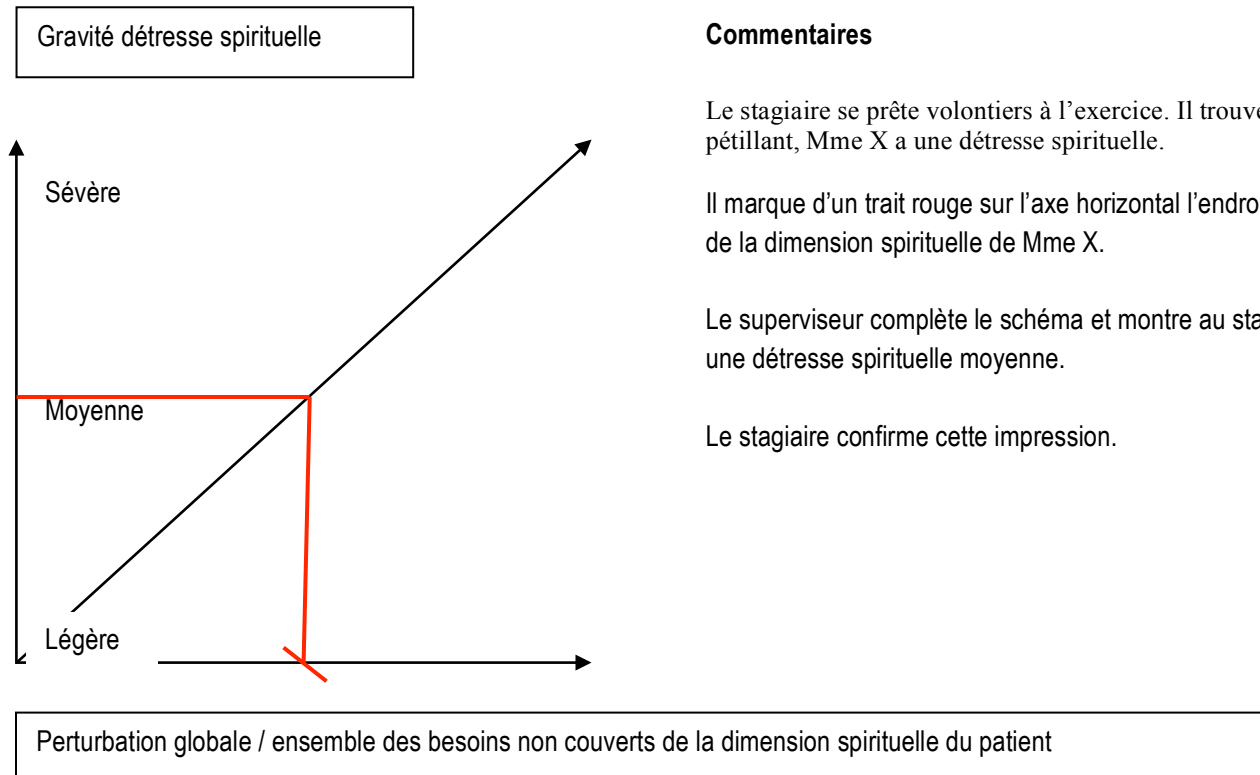 Gravité détresse spirituelle
Sévère
Moyenne
Légère
Perturbation globale / ensemble des besoins non couverts de la dimension spirituelle du patient
Commentaires
Le stagiaire se prête volontiers à l’exercice. Il trouve
pétillant, Mme X a une détresse spirituelle.
Il marque d’un trait rouge sur l’axe horizontal l’endro
de la dimension spirituelle de Mme X.
Le superviseur complète le schéma et montre au sta
une détresse spirituelle moyenne.
Le stagiaire confirme cette impression.